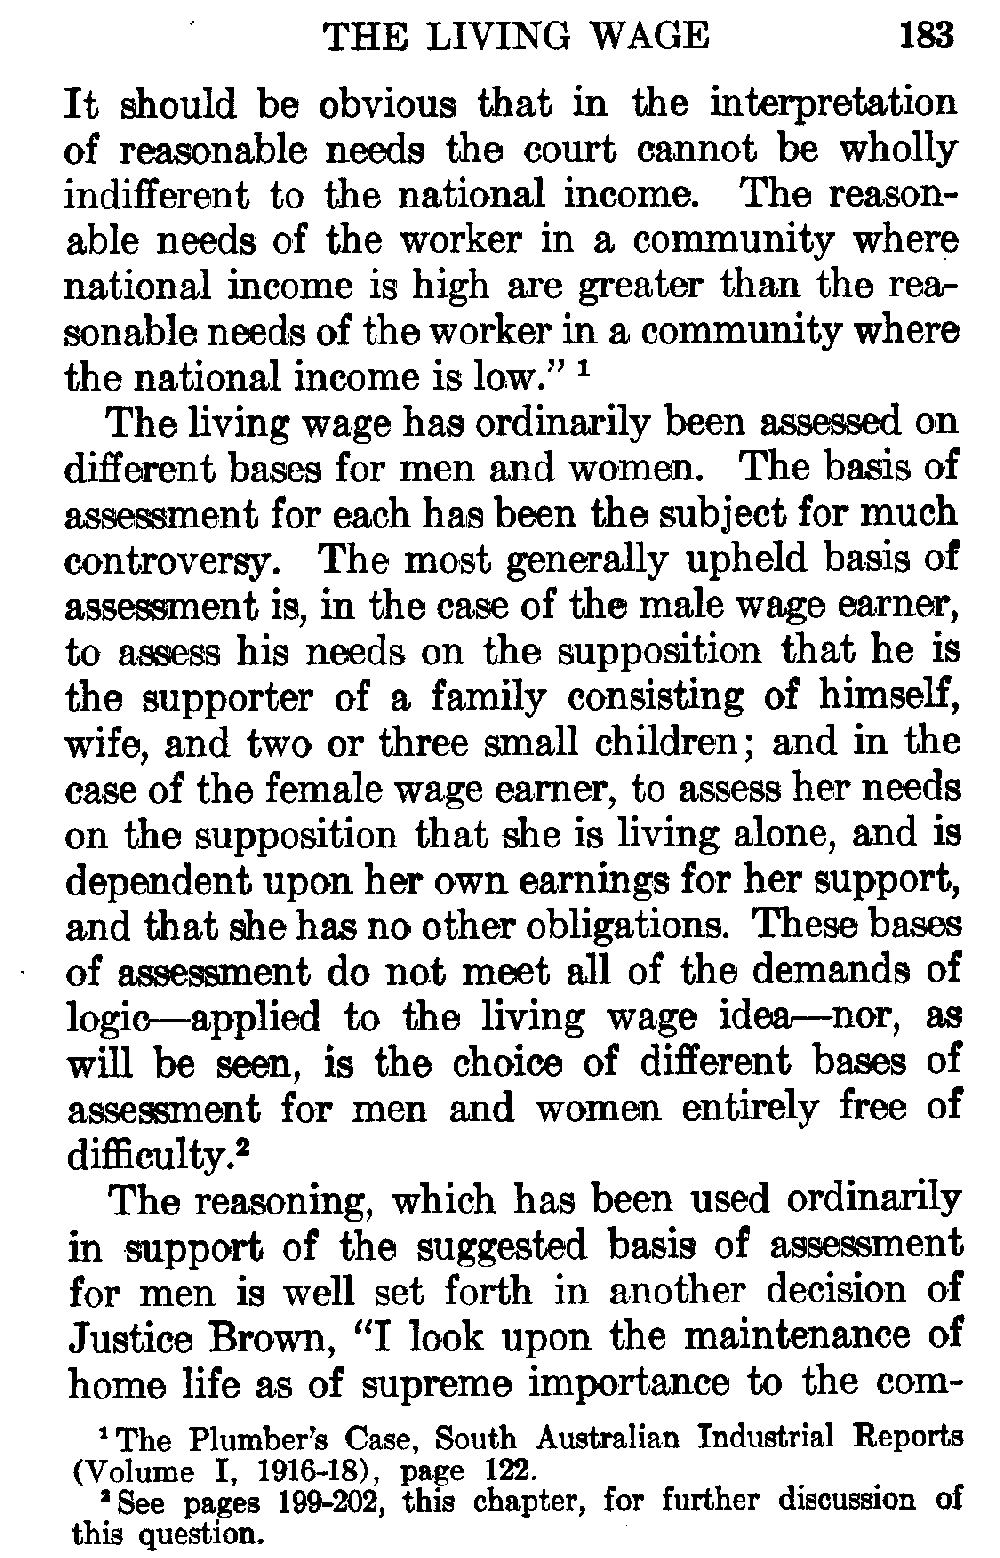 THE LIVING WAGE 183
It should be obvious that in the interpretation
of reasonable needs the court cannot be wholly
indifferent to the national income. The reason-
able needs of the worker in a community where
national income is high are greater than the rea-
sonable needs of the worker in a community where
the national income is low.” ¹
The living wage has ordinarily been assessed on
different bases for men and women. The basis of
assessment for each has been the subject for much
controversy. The most generally upheld basis of
assessment is, in the case of the male wage earner,
to assess his needs on the supposition that he is
the supporter of a family consisting of himself,
wife, and two or three small children; and in the
case of the female wage earner, to assess her needs
on the supposition that she is living alone, and is
dependent upon her own earnings for her support,
and that she has no other obligations. These bases
of assessment do not meet all of the demands of
logic—applied to the living wage idea—nor, as
will be seen, is the choice of different bases of
assessment for men and women entirely free of
difficulty.²
The reasoning, which has been used ordinarily
in support of the suggested basis of assessment
for men is well set forth in another decision of
Justice Brown, “I look upon the maintenance of
home life as of supreme importance to the com-
¹ The Plumber's Case, South Australian Industrial Reports
(Volume I, 1916-18), page 122.
² See pages 199-202, this chapter, for further discussion of
this question.